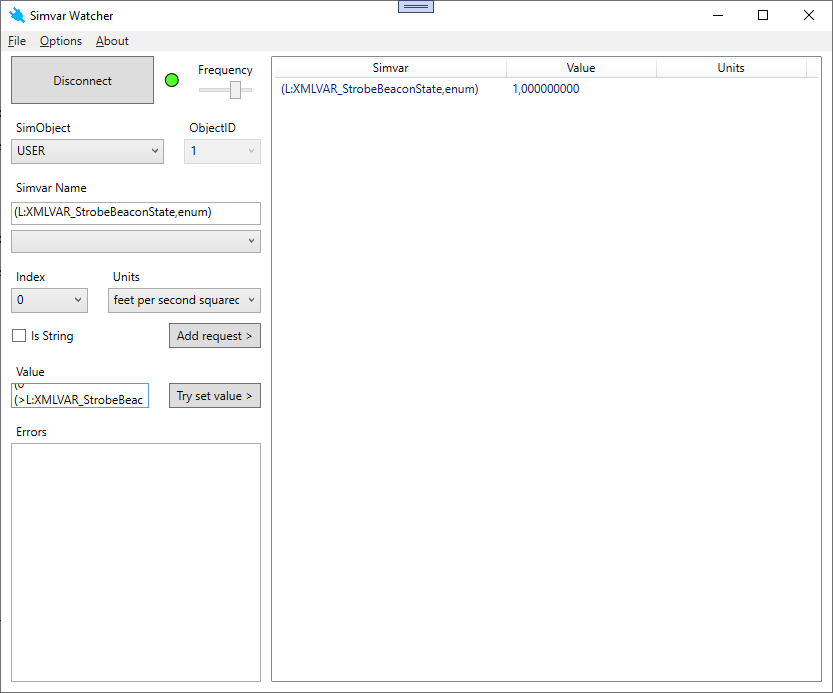 Simvar Watcher
File Options About
Disconnect
Frequency
SimObject ObjectID
USER 1
Simvar Name
(L:XMLVAR_StrobeBeaconState,enum)
Index Units
0 feet per second squared
Is String Add request >
Value
(>L:XMLVAR_StrobeBeac Try set value >
Errors
Simvar Value Units
(L:XMLVAR_StrobeBeaconState,enum) 1,000000000